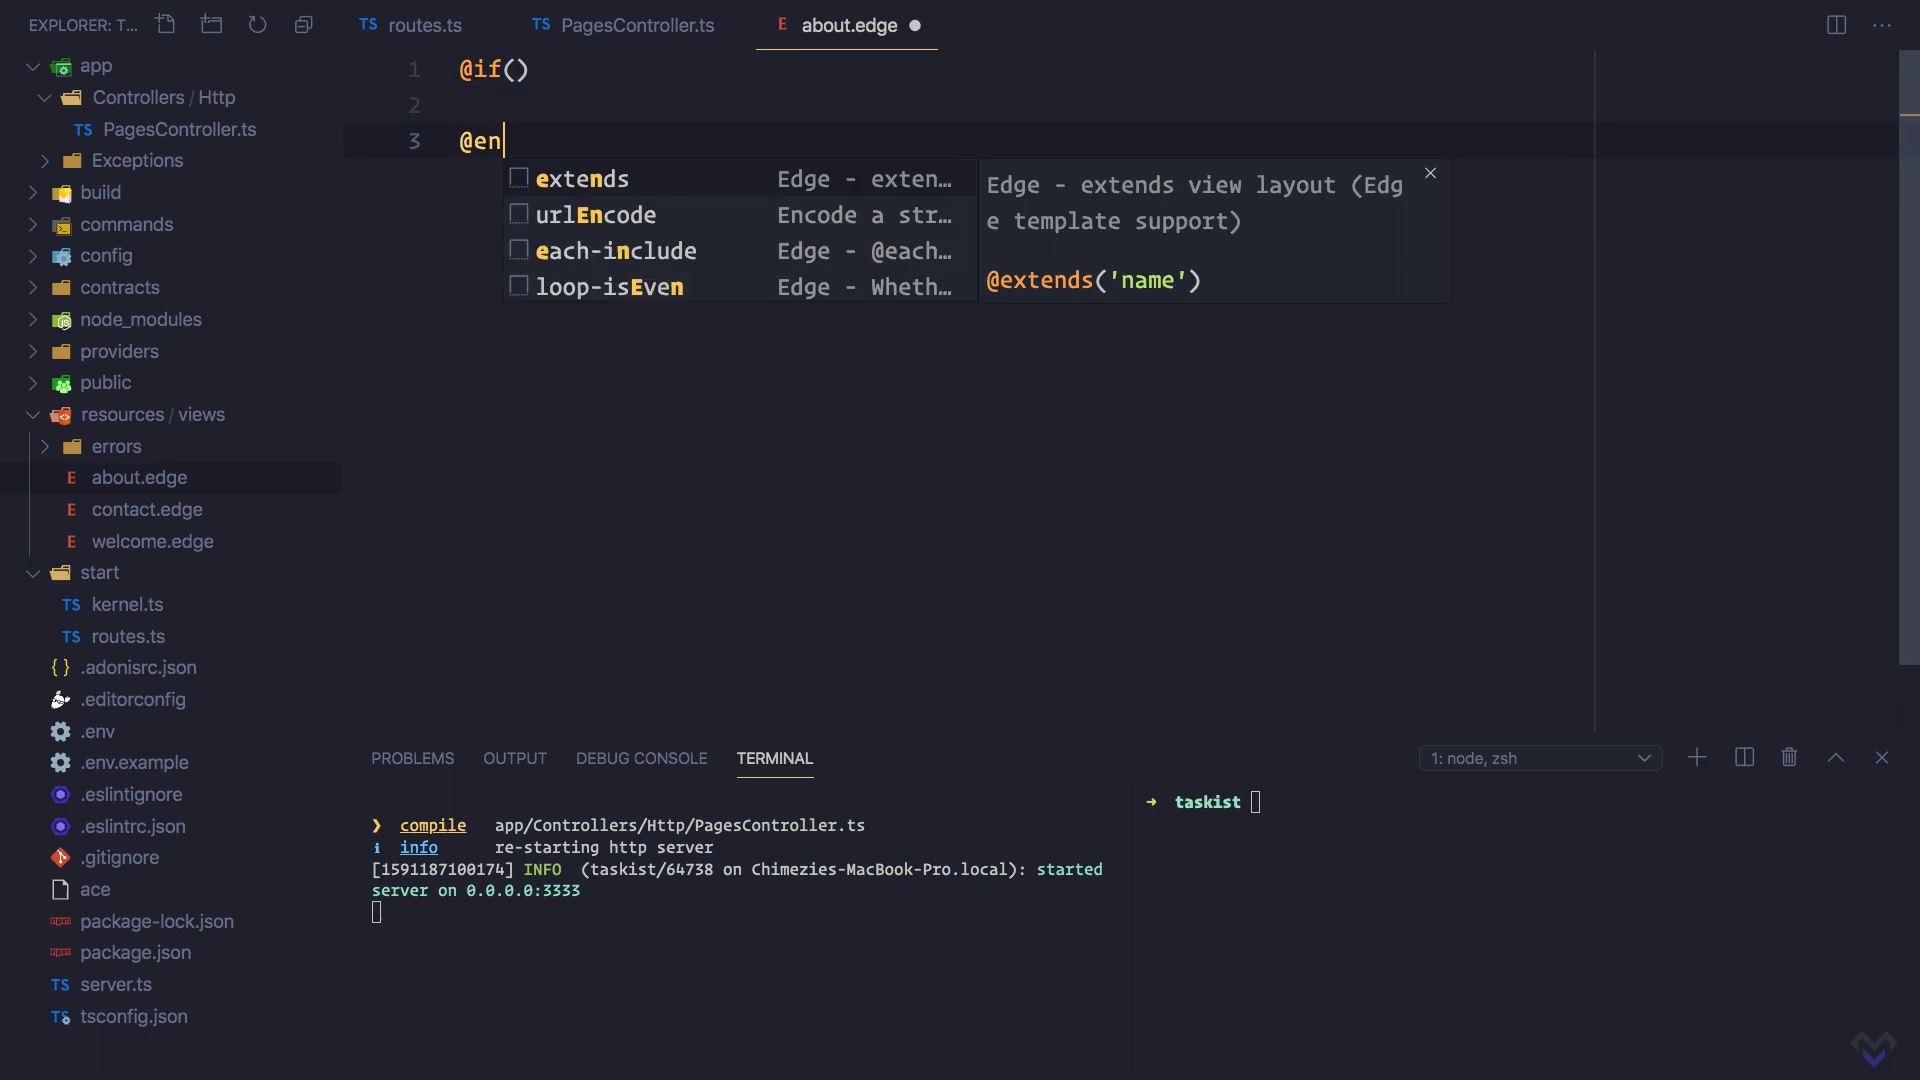 EXPLORER: T...
TS routes.ts
TS PagesController.ts
E about.edge
app
Controllers / Http
TS PagesController.ts
Exceptions
build
commands
config
contracts
node_modules
providers
public
resources / views
errors
E about.edge
E contact.edge
E welcome.edge
start
TS kernel.ts
TS routes.ts
{ } .adonisrc.json
.editorconfig
.env
.env.example
.eslintignore
.eslintrc.json
.gitignore
ace
package-lock.json
package.json
TS server.ts
TS tsconfig.json
1 @if()
2
3 @en
extends Edge - exten…
urlEncode Encode a str…
each-include Edge - @each…
loop-isEven Edge - Wheth…
Edge - extends view layout (Edg
e template support)
@extends('name')
PROBLEMS OUTPUT DEBUG CONSOLE TERMINAL
1: node, zsh
❯ compile app/Controllers/Http/PagesController.ts
ℹ info re-starting http server
[1591187100174] INFO (taskist/64738 on Chimezies-MacBook-Pro.local): started
server on 0.0.0.0:3333
➜ taskist